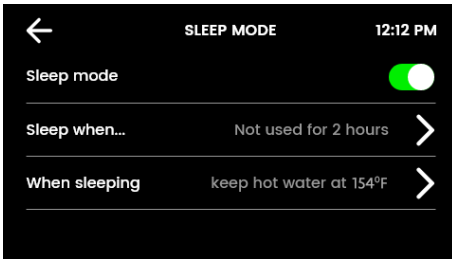 SLEEP MODE 12:12 PM
Sleep mode
Sleep when... Not used for 2 hours
When sleeping keep hot water at 154ºF